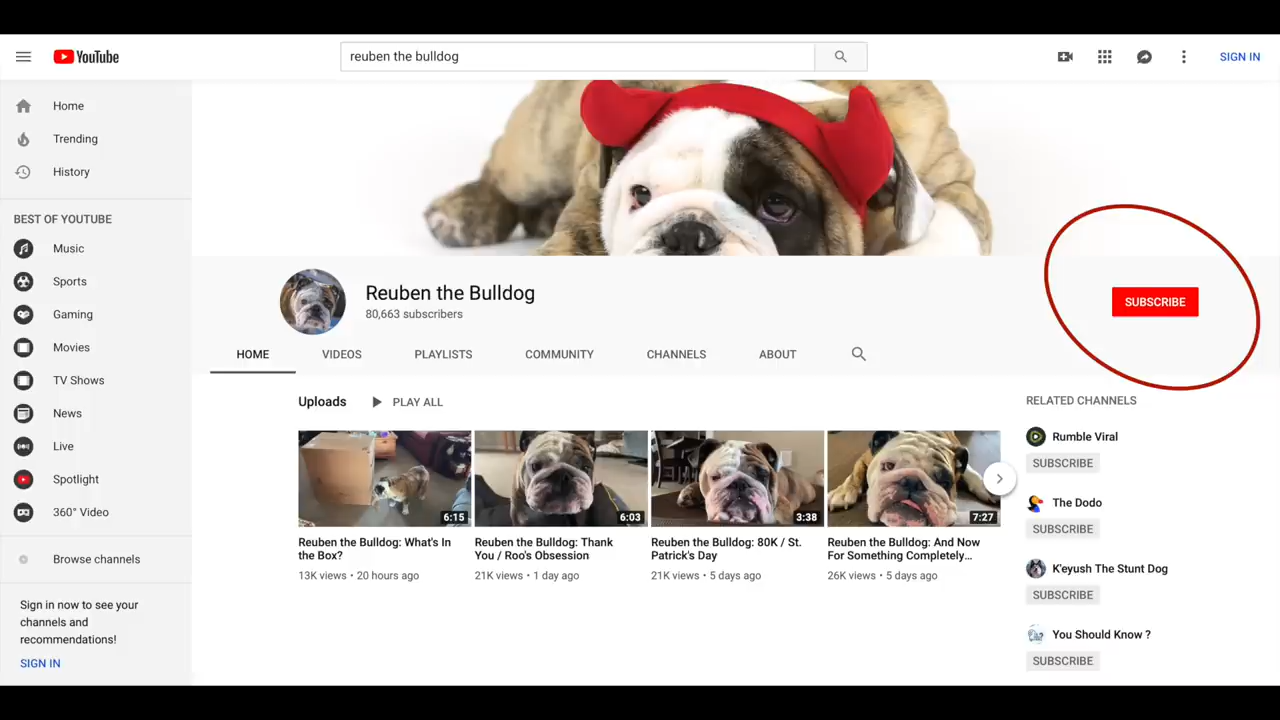 YouTube
reuben the bulldog
SIGN IN
Home
Trending
History
BEST OF YOUTUBE
Music
Sports
Gaming
Movies
TV Shows
News
Live
Spotlight
360° Video
Browse channels
Sign in now to see your
channels and
recommendations!
SIGN IN
Reuben the Bulldog
80,663 subscribers
SUBSCRIBE
HOME VIDEOS PLAYLISTS COMMUNITY CHANNELS ABOUT
Uploads PLAY ALL
6:15
Reuben the Bulldog: What's In
the Box?
13K views • 20 hours ago
6:03
Reuben the Bulldog: Thank
You / Roo's Obsession
21K views • 1 day ago
3:38
Reuben the Bulldog: 80K / St.
Patrick's Day
21K views • 5 days ago
7:27
Reuben the Bulldog: And Now
For Something Completely...
26K views • 5 days ago
RELATED CHANNELS
Rumble Viral
SUBSCRIBE
The Dodo
SUBSCRIBE
K'eyush The Stunt Dog
SUBSCRIBE
You Should Know ?
SUBSCRIBE